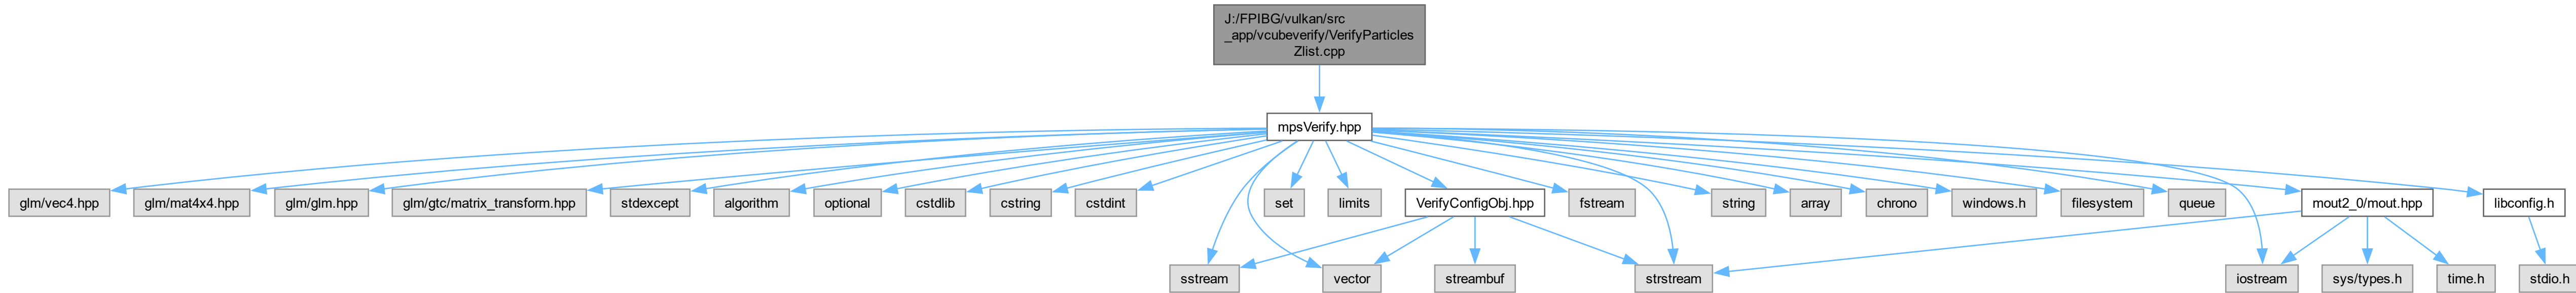 J:/FPIBG/vulkan/src
_app/vcubeverify/VerifyParticles
Zlist.cpp
mpsVerify.hpp
glm/vec4.hpp
glm/mat4x4.hpp
glm/glm.hpp
glm/gtc/matrix_transform.hpp
stdexcept
algorithm
optional
cstdlib
cstring
cstdint
set
limits
VerifyConfigObj.hpp
fstream
string
array
chrono
windows.h
filesystem
queue
mout2_0/mout.hpp
libconfig.h
sstream
vector
streambuf
strstream
iostream
sys/types.h
time.h
stdio.h